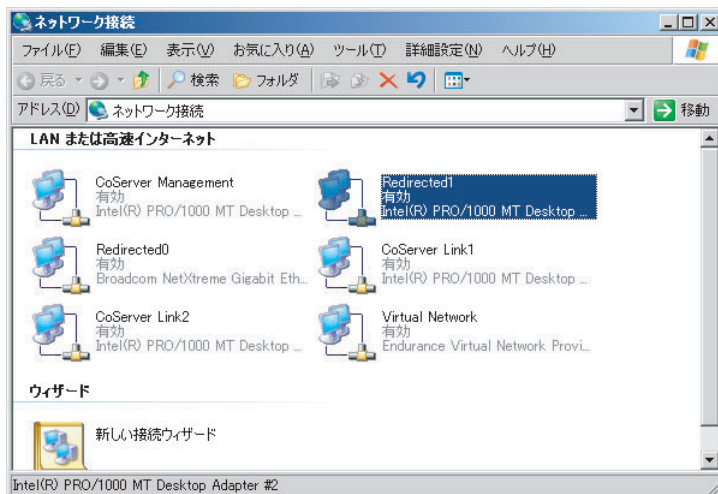 ネットワーク接続
ファイル(F) 編集(E) 表示(V) お気に入り(A) ツール(T) 詳細設定(N) ヘルプ(H)
戻る 検索 フォルダ
アドレス(D) ネットワーク接続 移動
LAN または高速インターネット
CoServer Management
有効
Intel(R) PRO/1000 MT Desktop ...
Redirected1
有効
Intel(R) PRO/1000 MT Desktop ...
Redirected0
有効
Broadcom NetXtreme Gigabit Eth...
CoServer Link1
有効
Intel(R) PRO/1000 MT Desktop ...
CoServer Link2
有効
Intel(R) PRO/1000 MT Desktop ...
Virtual Network
有効
Endurance Virtual Network Provi...
ウィザード
新しい接続ウィザード
Intel(R) PRO/1000 MT Desktop Adapter #2